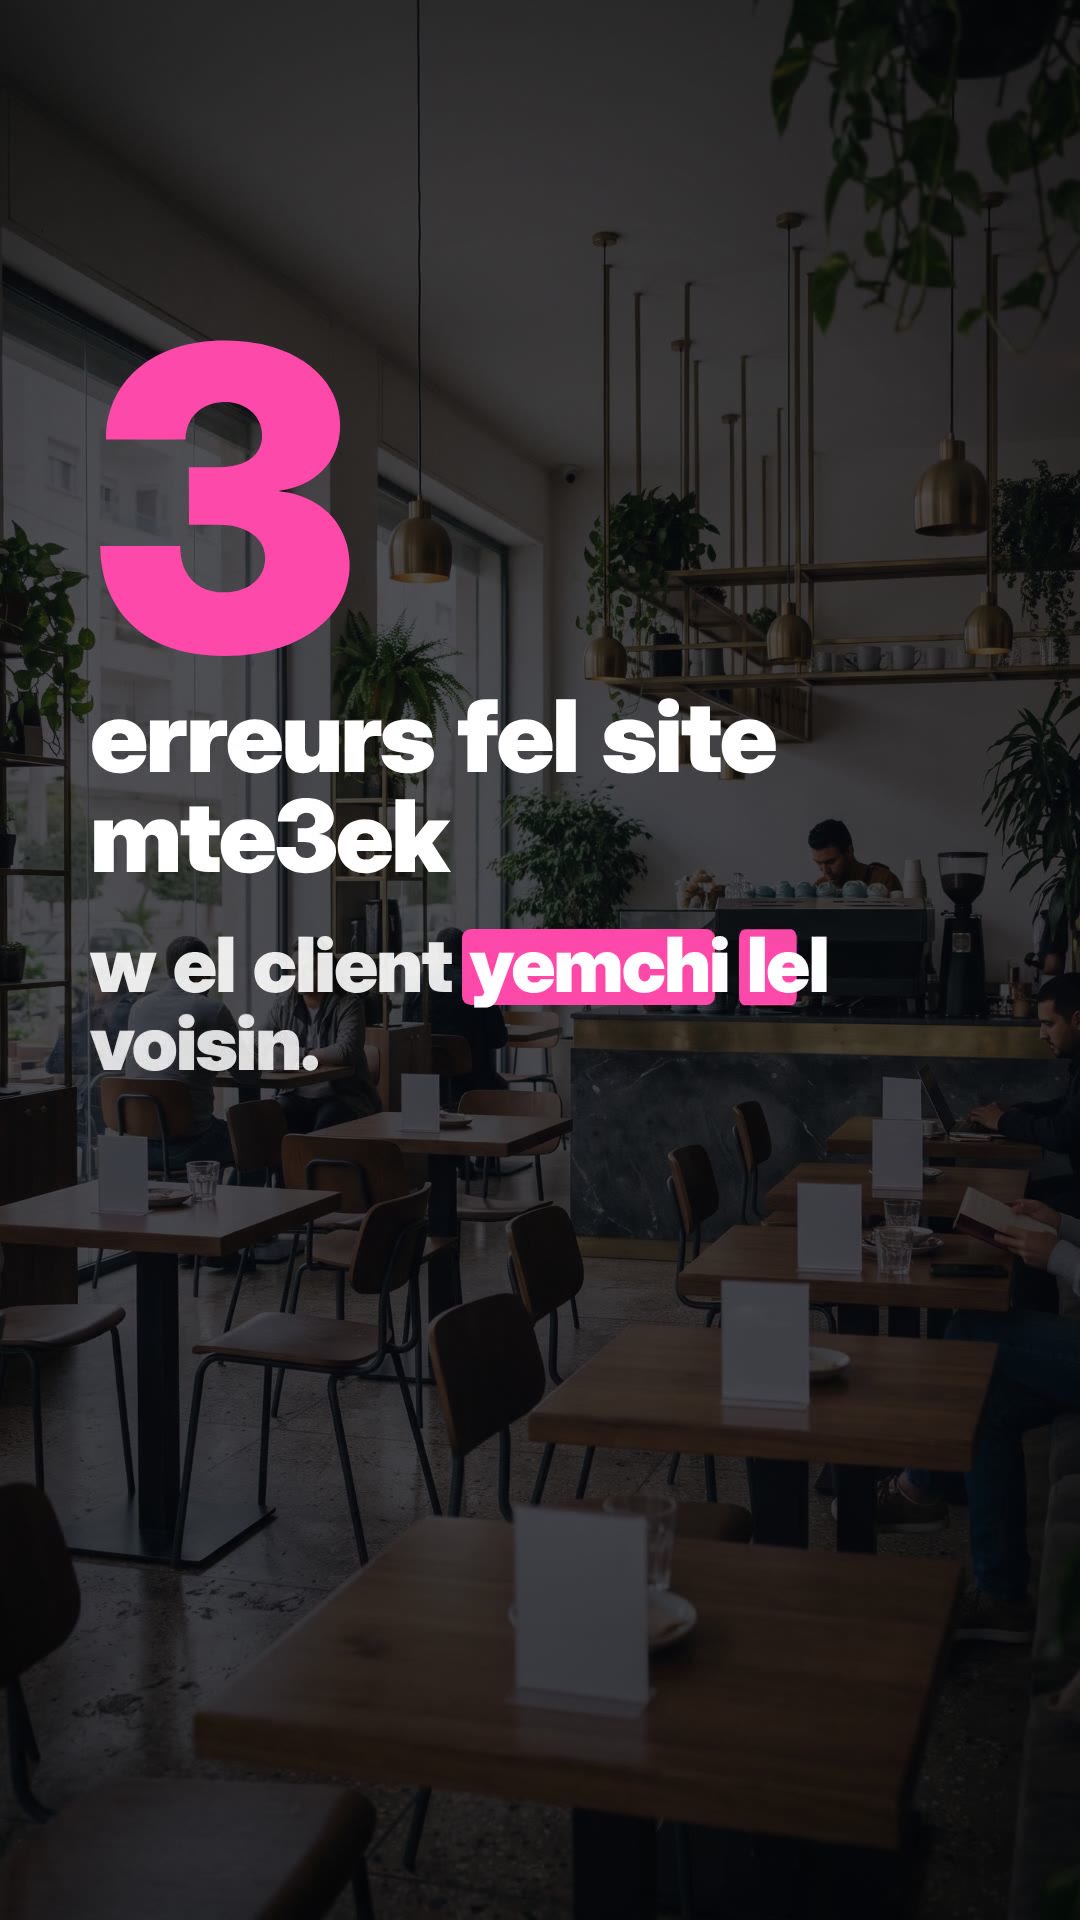 3
erreurs fel site
mte3ek
w el client yemchi lel
voisin.